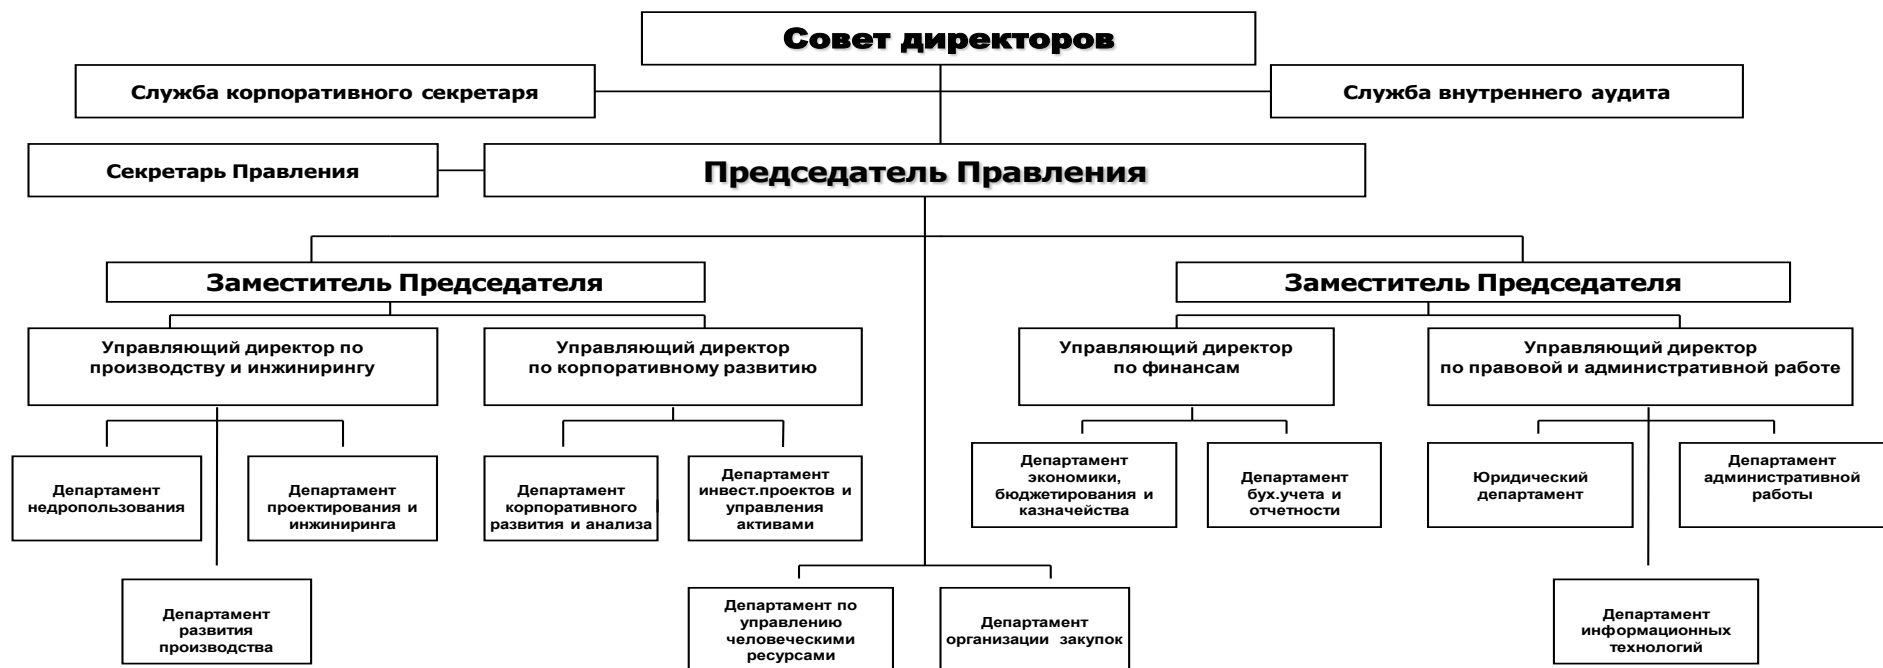 Совет директоров
Служба корпоративного секретаря
Служба внутреннего аудита
Секретарь Правления
Председатель Правления
Заместитель Председателя
Заместитель Председателя
Управляющий директор по
производству и инжинирингу
Управляющий директор
по корпоративному развитию
Управляющий директор
по финансам
Управляющий директор
по правовой и административной работе
Департамент
недропользования
Департамент
проектирования и
инжиниринга
Департамент
корпоративного
развития и анализа
Департамент
инвест.проектов и
управления
активами
Департамент
экономики,
бюджетирования и
казначейства
Департамент
бух.учета и
отчетности
Юридический
департамент
Департамент
административной
работы
Департамент
развития
производства
Департамент по
управлению
человеческими
ресурсами
Департамент
организации закупок
Департамент
информационных
технологий